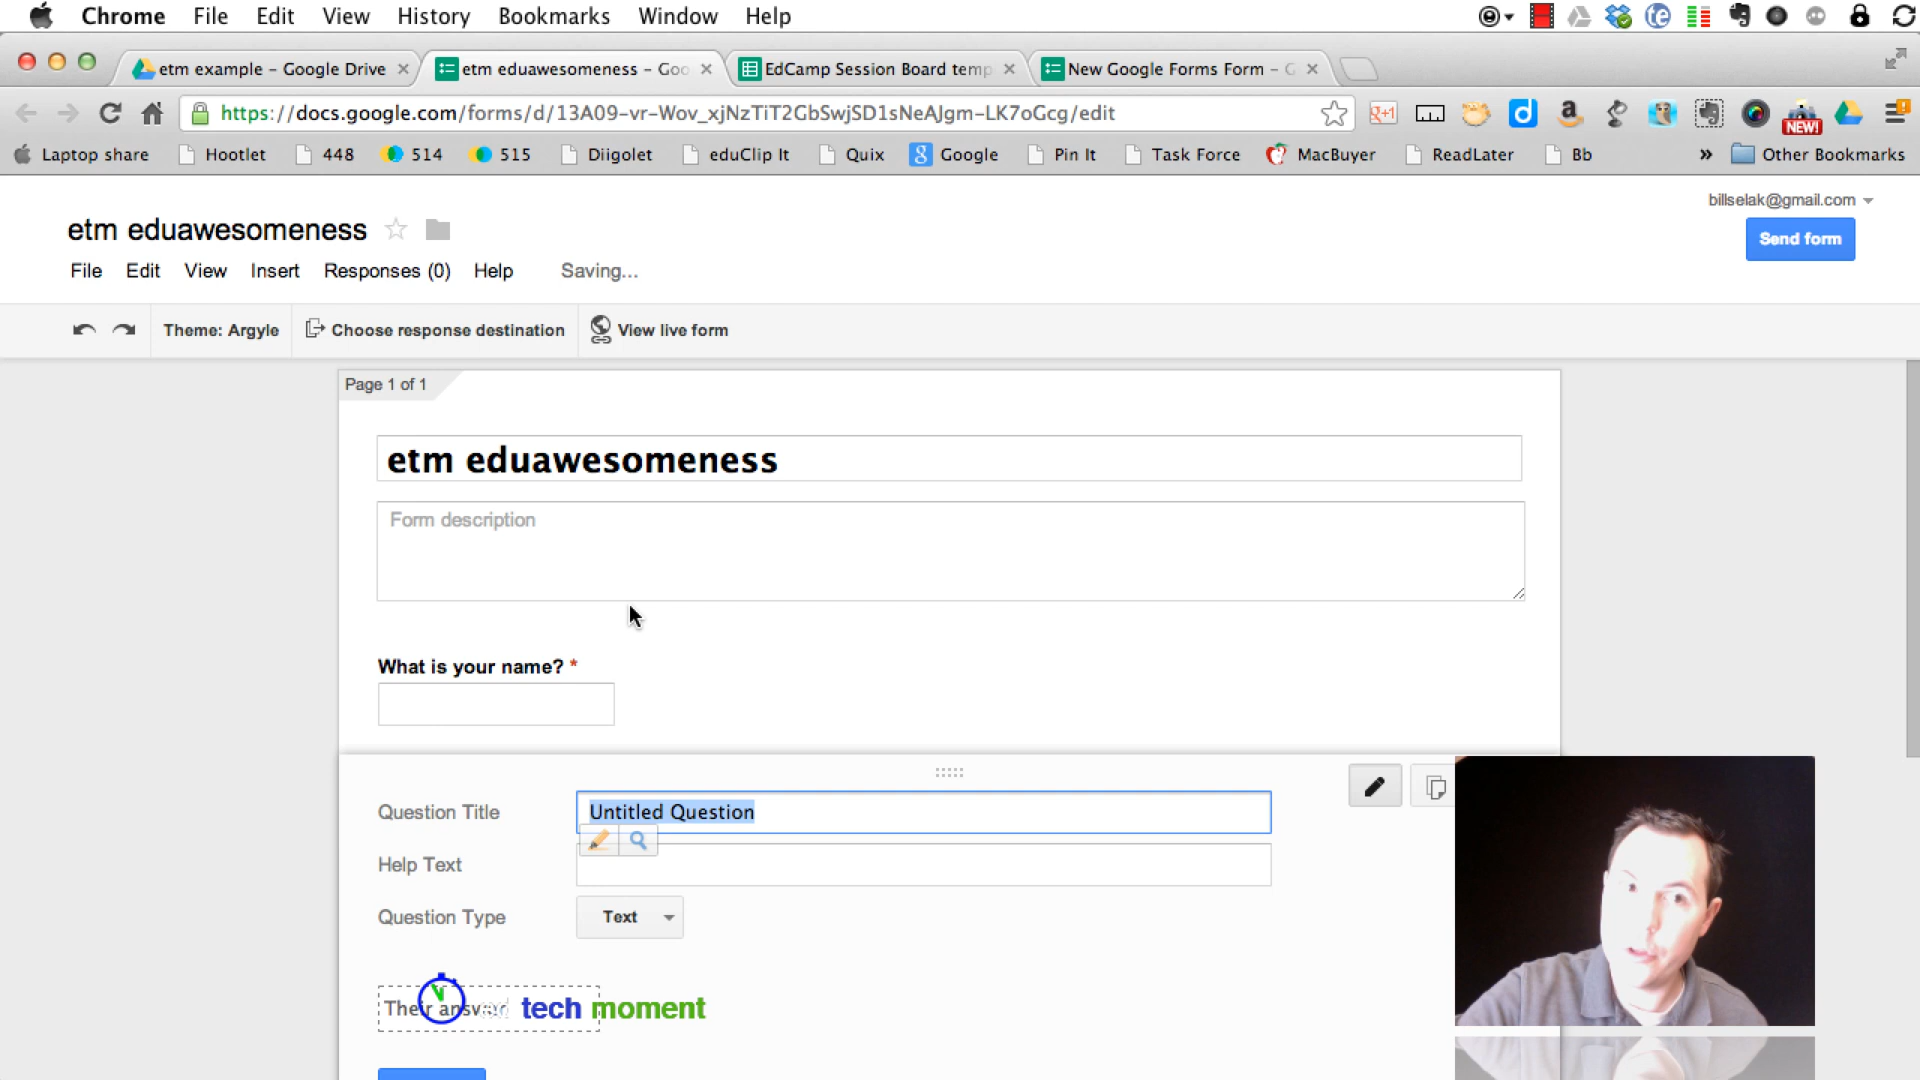 Chrome File Edit View History Bookmarks Window Help
etm example - Google Drive
etm eduawesomeness - Goo
EdCamp Session Board temp
New Google Forms Form - G
https://docs.google.com/forms/d/13A09-vr-Wov_xjNzTiT2GbSwjSD1sNeAJgm-LK7oGcg/edit
NEW!
Laptop share Hootlet 448 514 515 Diigolet eduClip It Quix Google Pin It Task Force MacBuyer ReadLater Bb » Other Bookmarks
billselak@gmail.com
etm eduawesomeness
Send form
File Edit View Insert Responses (0) Help Saving...
Theme: Argyle Choose response destination View live form
Page 1 of 1
etm eduawesomeness
Form description
What is your name? *
Question Title Untitled Question
Help Text
Question Type Text
Their answer
tech moment